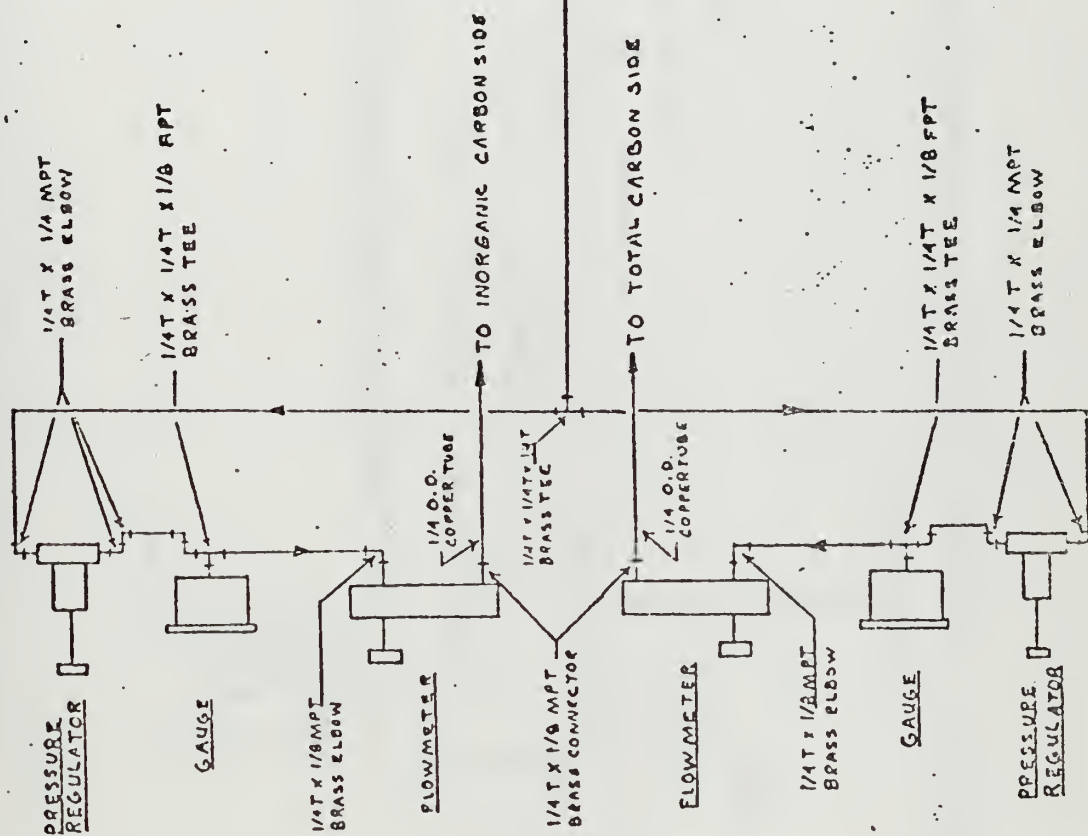 PRESSURE
REGULATOR
GAUGE
FLOWMETER
FLOWMETER
GAUGE
PRESSURE
REGULATOR
1/4T X 1/8MPT
BRASS ELBOW
1/4T X 1/8 MPT
BRASS CONNECTOR
1/4T X 1/8MPT
BRASS ELBOW
1/4 O.D.
COPPER TUBE
1/4T X 1/4T X 1/4T
BRASS TEE
1/4 O.D.
COPPER TUBE
1/4T X 1/4 MPT
BRASS ELBOW
1/4T X 1/4T X 1/8 FPT
BRASS TEE
TO TOTAL CARBON SIDE
TO INORGANIC CARBON SIDE
1/4T X 1/4T X 1/8 FPT
BRASS TEE
1/4T X 1/4 MPT
BRASS ELBOW